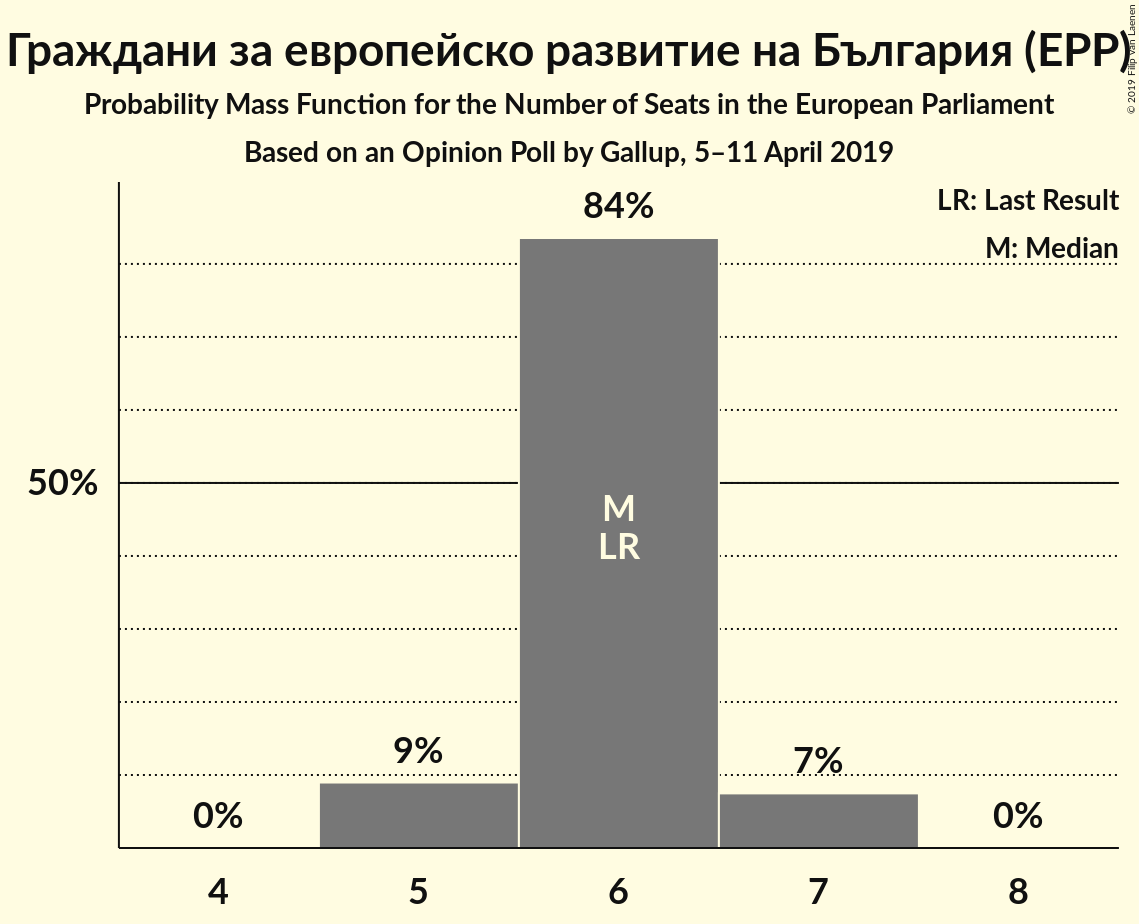 Граждани за европейско развитие на България (EPP)
© 2019 Filip van Laenen
Probability Mass Function for the Number of Seats in the European Parliament
Based on an Opinion Poll by Gallup, 5–11 April 2019
LR: Last Result
M: Median
84%
50%
M
LR
9%
7%
0%
0%
4 5 6 7 8